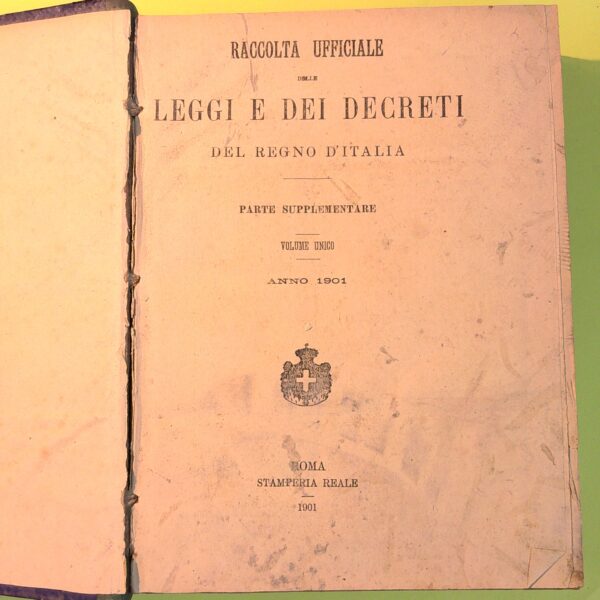 RACCOLTA UFFICIALE
DELLE
LEGGI E DEI DECRETI
DEL REGNO D'ITALIA
PARTE SUPPLEMENTARE
VOLUME UNICO
ANNO 1901
ROMA
STAMPERIA REALE
1901